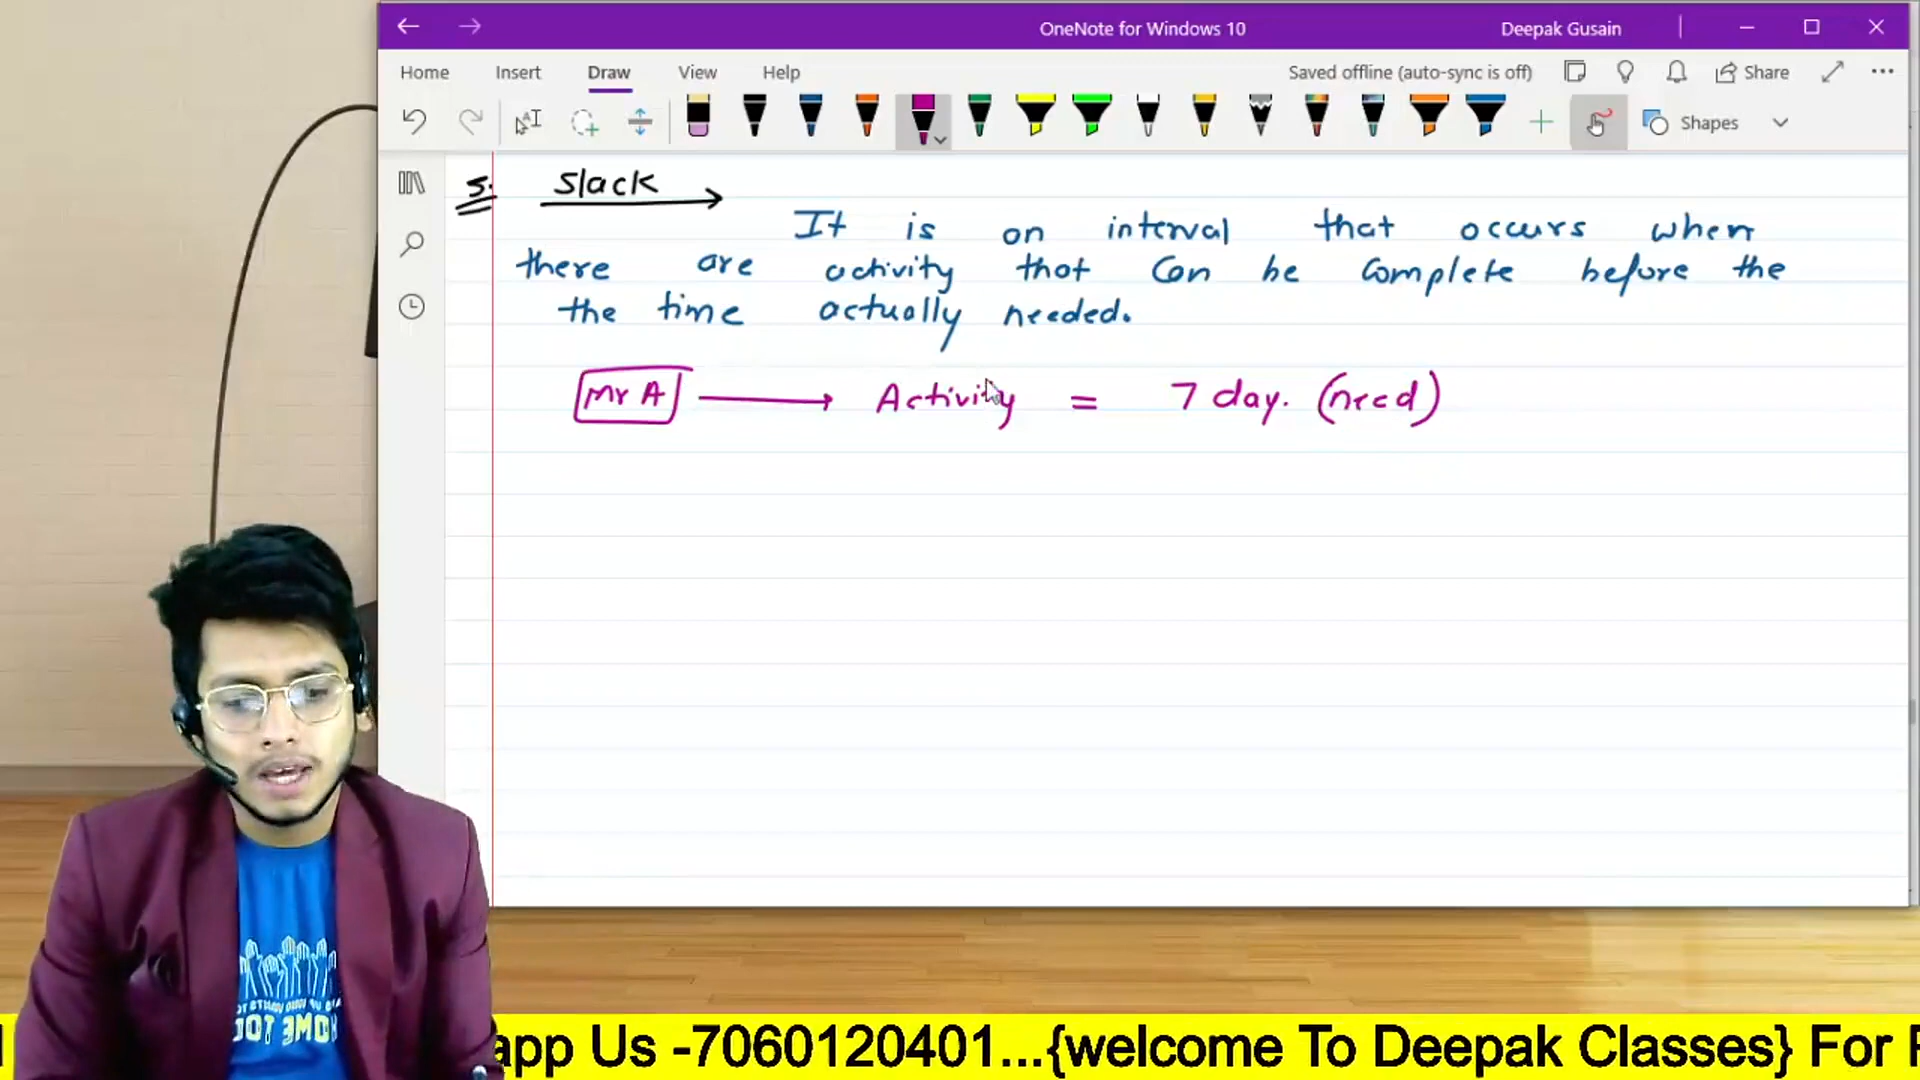 OneNote for Windows 10
Deepak Gusain
Home Insert Draw View Help
Saved offline (auto-sync is off)
Share
Shapes
5. Slack
It is on interval that occurs when
there are activity that can be complete before the
the time actually needed.
Mr A Activity = 7 day. (need)
app Us -7060120401...{welcome To Deepak Classes} For